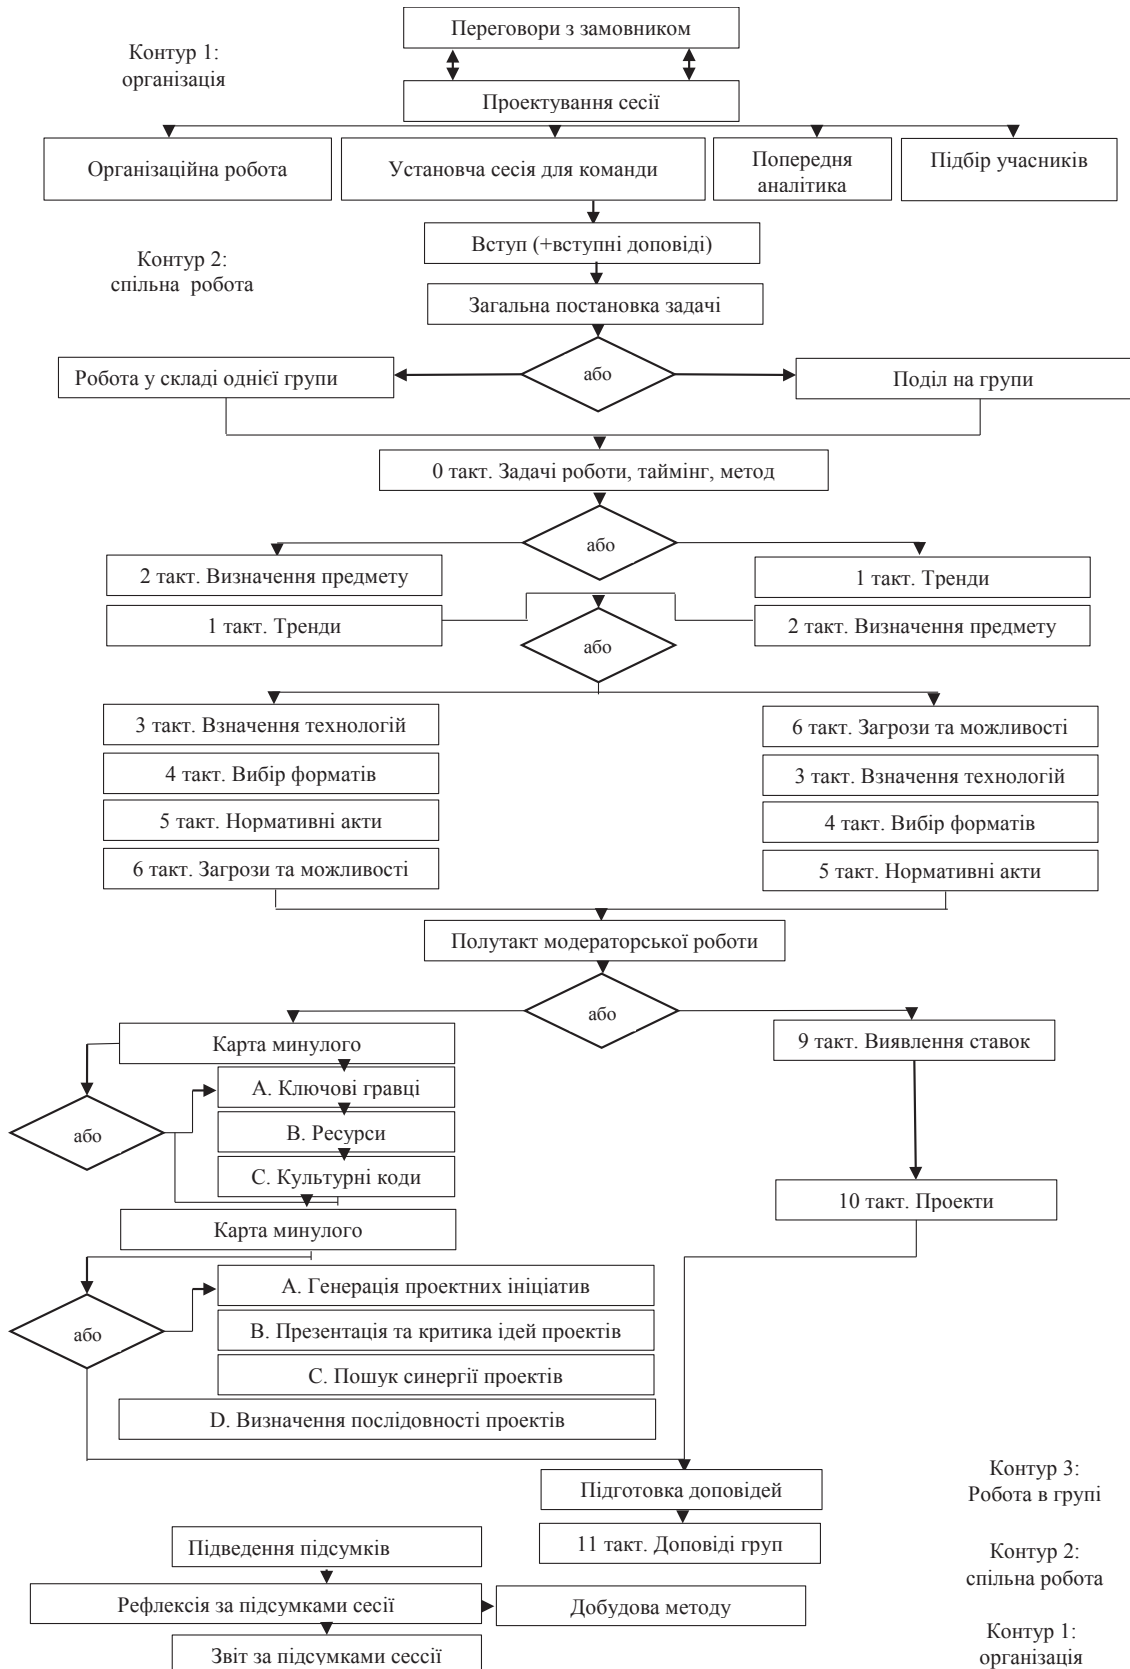 Переговори з замовником
Контур 1:
організація
Проектування сесії
Організаційна робота
Установча сесія для команди
Попередня
аналітика
Підбір учасників
Вступ (+вступні доповіді)
Контур 2:
спільна робота
Загальна постановка задачі
або
Робота у складі однієї групи
Поділ на групи
0 такт. Задачі роботи, таймінг, метод
або
2 такт. Визначення предмету
1 такт. Тренди
1 такт. Тренди
2 такт. Визначення предмету
або
3 такт. Взначення технологій
4 такт. Вибір форматів
5 такт. Нормативні акти
6 такт. Загрози та можливості
6 такт. Загрози та можливості
3 такт. Взначення технологій
4 такт. Вибір форматів
5 такт. Нормативні акти
Полутакт модераторської роботи
або
Карта минулого
9 такт. Виявлення ставок
або
A. Ключові гравці
B. Ресурси
C. Культурні коди
10 такт. Проекти
Карта минулого
або
A. Генерація проектних ініціатив
B. Презентація та критика ідей проектів
C. Пошук синергії проектів
D. Визначення послідовності проектів
Підготовка доповідей
Контур 3:
Робота в групі
11 такт. Доповіді груп
Підведення підсумків
Контур 2:
спільна робота
Рефлексія за підсумками сесії
Добудова методу
Звіт за підсумками сессії
Контур 1:
організація